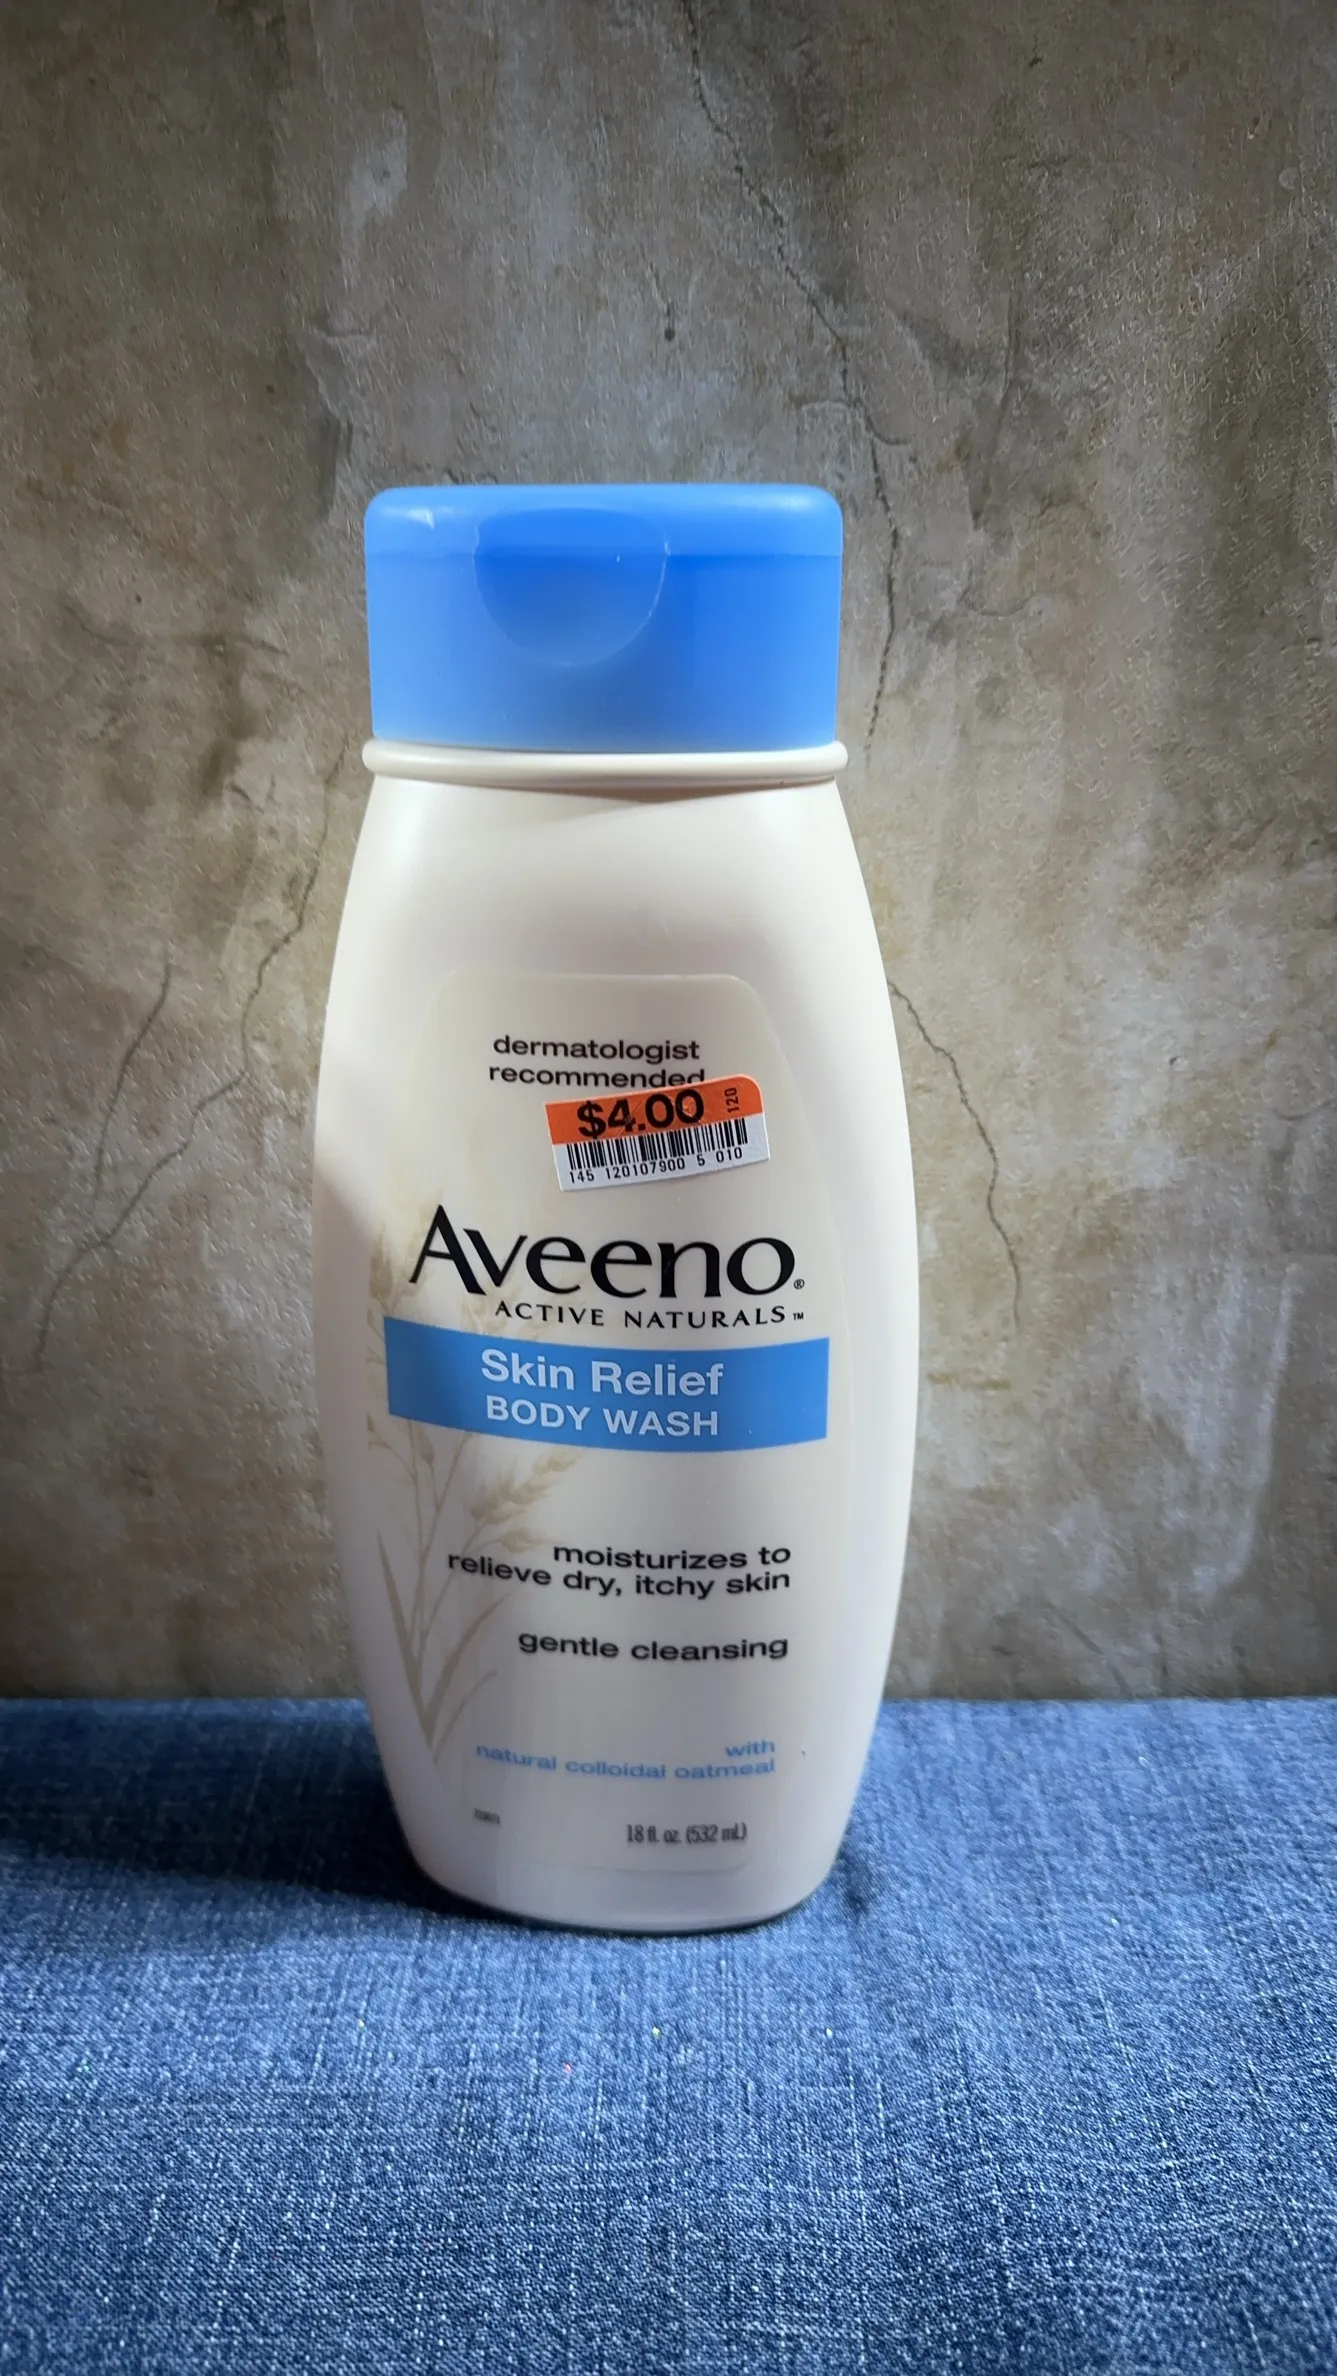 dermatologist
recommended
$4.00 120
145 120107900 5 010
Aveeno®
ACTIVE NATURALS™
Skin Relief
BODY WASH
moisturizes to
relieve dry, itchy skin
gentle cleansing
with
natural colloidal oatmeal
18 fl. oz. (532 mL)